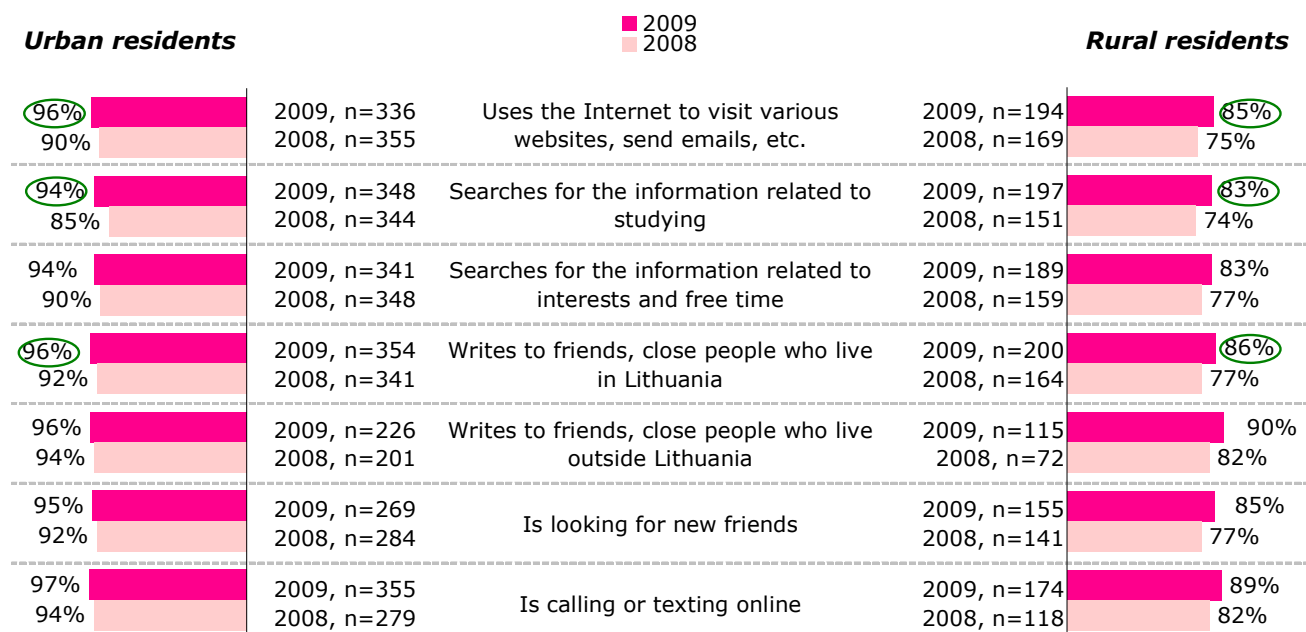 2009
2008
Urban residents
Rural residents
96%
90%
2009, n=336
2008, n=355
Uses the Internet to visit various
websites, send emails, etc.
2009, n=194
2008, n=169
85%
75%
94%
85%
2009, n=348
2008, n=344
Searches for the information related to
studying
2009, n=197
2008, n=151
83%
74%
94%
90%
2009, n=341
2008, n=348
Searches for the information related to
interests and free time
2009, n=189
2008, n=159
83%
77%
96%
92%
2009, n=354
2008, n=341
Writes to friends, close people who live
in Lithuania
2009, n=200
2008, n=164
86%
77%
96%
94%
2009, n=226
2008, n=201
Writes to friends, close people who live
outside Lithuania
2009, n=115
2008, n=72
90%
82%
95%
92%
2009, n=269
2008, n=284
Is looking for new friends
2009, n=155
2008, n=141
85%
77%
97%
94%
2009, n=355
2008, n=279
Is calling or texting online
2009, n=174
2008, n=118
89%
82%